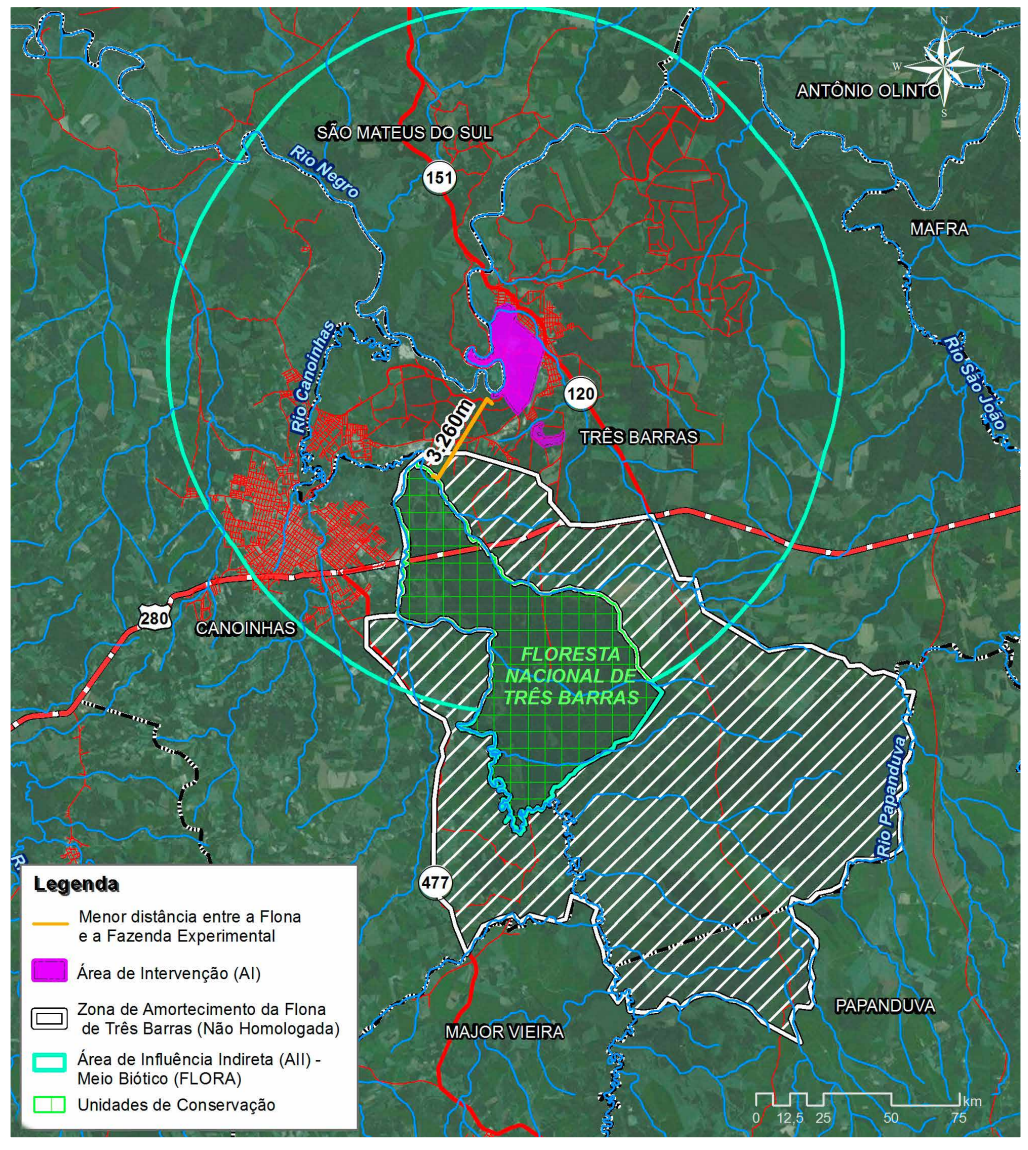 N
W
E
S
ANTÔNIO OLINTO
SÃO MATEUS DO SUL
Rio Negro
151
MAFRA
Rio Canoinhas
Rio São João
120
3.260m
TRÊS BARRAS
280
CANOINHAS
FLORESTA
NACIONAL DE
TRÊS BARRAS
Rio Papanduva
R
477
Legenda
Menor distância entre a Flona
e a Fazenda Experimental
Área de Intervenção (AI)
Zona de Amortecimento da Flona
de Três Barras (Não Homologada)
Área de Influência Indireta (AII) -
Meio Biótico (FLORA)
Unidades de Conservação
PAPANDUVA
MAJOR VIEIRA
km
0 12,5 25 50 75